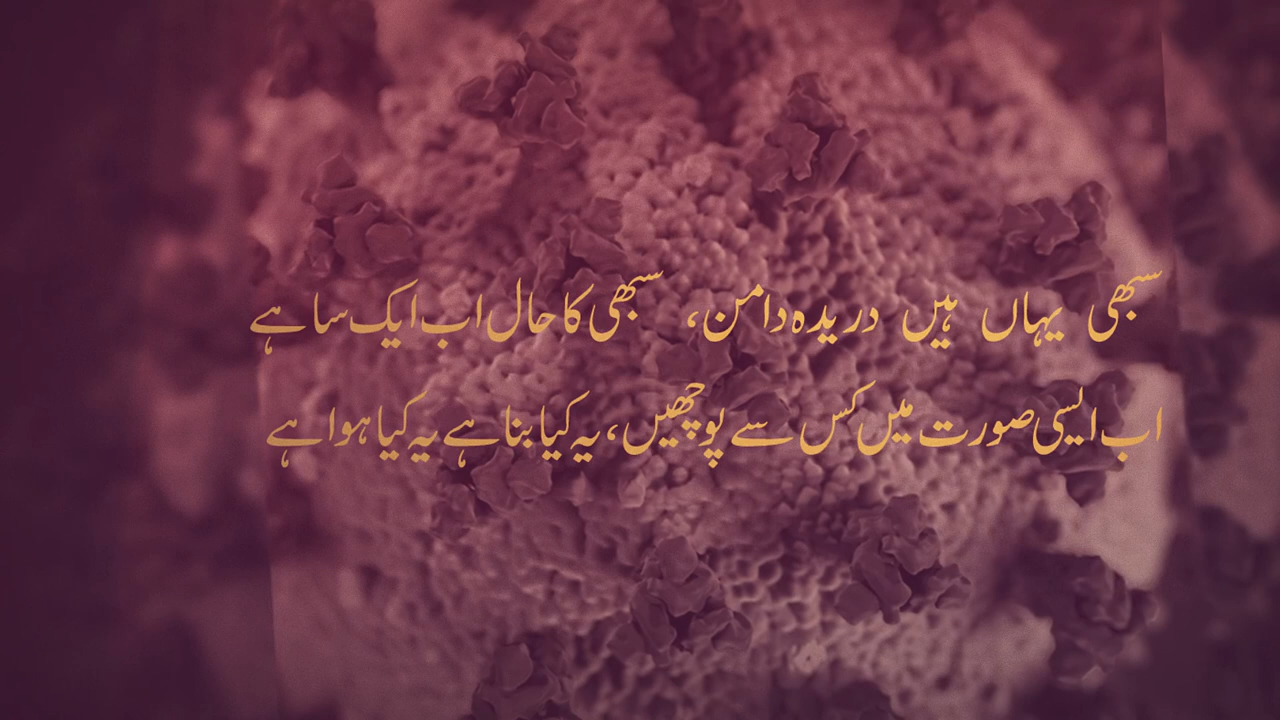 سبھی یہاں ہیں دریدہ دامن، سبھی کا حال اب ایک سا ہے
اب ایسی صورت میں کس سے پوچھیں، یہ کیا بنا ہے یہ کیا ہوا ہے